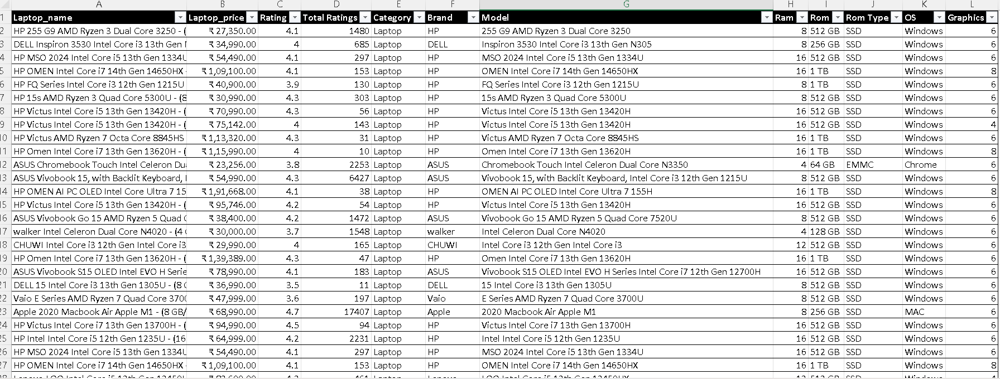 A B C D E F G H I J K L
1 Laptop_name Laptop_price Rating Total Ratings Category Brand Model Ram Rom Rom Type OS Graphics
2 HP 255 G9 AMD Ryzen 3 Dual Core 3250 - ( ₹ 27,350.00 4.1 1480 Laptop HP 255 G9 AMD Ryzen 3 Dual Core 3250 8 512 GB SSD Windows 6
3 DELL Inspiron 3530 Intel Core i3 13th Gen ₹ 34,990.00 4 685 Laptop DELL Inspiron 3530 Intel Core i3 13th Gen N305 8 256 GB SSD Windows 6
4 HP MSO 2024 Intel Core i5 13th Gen 1334U ₹ 54,490.00 4.1 297 Laptop HP MSO 2024 Intel Core i5 13th Gen 1334U 16 512 GB SSD Windows 6
5 HP OMEN Intel Core i7 14th Gen 14650HX - ₹ 1,09,100.00 4.1 153 Laptop HP OMEN Intel Core i7 14th Gen 14650HX 16 1 TB SSD Windows 8
6 HP FQ Series Intel Core i3 12th Gen 1215U ₹ 40,900.00 3.9 130 Laptop HP FQ Series Intel Core i3 12th Gen 1215U 8 1 TB SSD Windows 6
7 HP 15s AMD Ryzen 3 Quad Core 5300U - (8 ₹ 30,990.00 4.3 303 Laptop HP 15s AMD Ryzen 3 Quad Core 5300U 8 512 GB SSD Windows 6
8 HP Victus Intel Core i5 13th Gen 13420H - ( ₹ 70,990.00 4.3 56 Laptop HP Victus Intel Core i5 13th Gen 13420H 16 512 GB SSD Windows 6
9 HP Victus Intel Core i5 13th Gen 13420H - ( ₹ 75,142.00 4 143 Laptop HP Victus Intel Core i5 13th Gen 13420H 16 512 GB SSD Windows 4
10 HP Victus AMD Ryzen 7 Octa Core 8845HS ₹ 1,13,320.00 4.3 31 Laptop HP Victus AMD Ryzen 7 Octa Core 8845HS 16 1 TB SSD Windows 6
11 HP Omen Intel Core i7 13th Gen 13620H - ( ₹ 1,15,990.00 4 10 Laptop HP Omen Intel Core i7 13th Gen 13620H 16 1 TB SSD Windows 8
12 ASUS Chromebook Touch Intel Celeron Dua ₹ 23,256.00 3.8 2253 Laptop ASUS Chromebook Touch Intel Celeron Dual Core N3350 4 64 GB EMMC Chrome 6
13 ASUS Vivobook 15, with Backlit Keyboard, ₹ 54,990.00 4.3 6427 Laptop ASUS Vivobook 15, with Backlit Keyboard, Intel Core i3 12th Gen 1215U 8 512 GB SSD Windows 6
14 HP OMEN AI PC OLED Intel Core Ultra 7 15 ₹ 1,91,668.00 4.1 38 Laptop HP OMEN AI PC OLED Intel Core Ultra 7 155H 16 1 TB SSD Windows 8
15 HP Victus Intel Core i5 13th Gen 13420H - ( ₹ 95,746.00 4.2 54 Laptop HP Victus Intel Core i5 13th Gen 13420H 16 512 GB SSD Windows 6
16 ASUS Vivobook Go 15 AMD Ryzen 5 Quad ₹ 38,400.00 4.2 1472 Laptop ASUS Vivobook Go 15 AMD Ryzen 5 Quad Core 7520U 8 512 GB SSD Windows 6
17 walker Intel Celeron Dual Core N4020 - (4 ₹ 30,000.00 3.7 1548 Laptop walker Intel Celeron Dual Core N4020 4 128 GB SSD Windows 6
18 CHUWI Intel Core i3 12th Gen Intel Core i3 ₹ 29,990.00 4 165 Laptop CHUWI Intel Core i3 12th Gen Intel Core i3 12 512 GB SSD Windows 6
19 HP Omen Intel Core i7 13th Gen 13620H - ( ₹ 1,39,389.00 4.3 47 Laptop HP Omen Intel Core i7 13th Gen 13620H 16 1 TB SSD Windows 6
20 ASUS Vivobook S15 OLED Intel EVO H Serie ₹ 78,990.00 4.1 183 Laptop ASUS Vivobook S15 OLED Intel EVO H Series Intel Core i7 12th Gen 12700H 16 512 GB SSD Windows 6
21 DELL 15 Intel Core i3 13th Gen 1305U - (8 ₹ 36,990.00 3.5 11 Laptop DELL 15 Intel Core i3 13th Gen 1305U 8 512 GB SSD Windows 6
22 Vaio E Series AMD Ryzen 7 Quad Core 3700 ₹ 47,999.00 3.6 197 Laptop Vaio E Series AMD Ryzen 7 Quad Core 3700U 8 512 GB SSD Windows 6
23 Apple 2020 Macbook Air Apple M1 - (8 GB/ ₹ 68,990.00 4.7 17407 Laptop Apple 2020 Macbook Air Apple M1 8 256 GB SSD MAC 6
24 HP Victus Intel Core i7 13th Gen 13700H - ( ₹ 94,990.00 4.5 94 Laptop HP Victus Intel Core i7 13th Gen 13700H 16 512 GB SSD Windows 6
25 HP Intel Intel Core i5 12th Gen 1235U - (16 ₹ 64,999.00 4.2 2231 Laptop HP Intel Intel Core i5 12th Gen 1235U 16 512 GB SSD Windows 6
26 HP MSO 2024 Intel Core i5 13th Gen 1334U ₹ 54,490.00 4.1 297 Laptop HP MSO 2024 Intel Core i5 13th Gen 1334U 16 512 GB SSD Windows 6
27 HP OMEN Intel Core i7 14th Gen 14650HX - ₹ 1,09,100.00 4.1 153 Laptop HP OMEN Intel Core i7 14th Gen 14650HX 16 1 TB SSD Windows 8